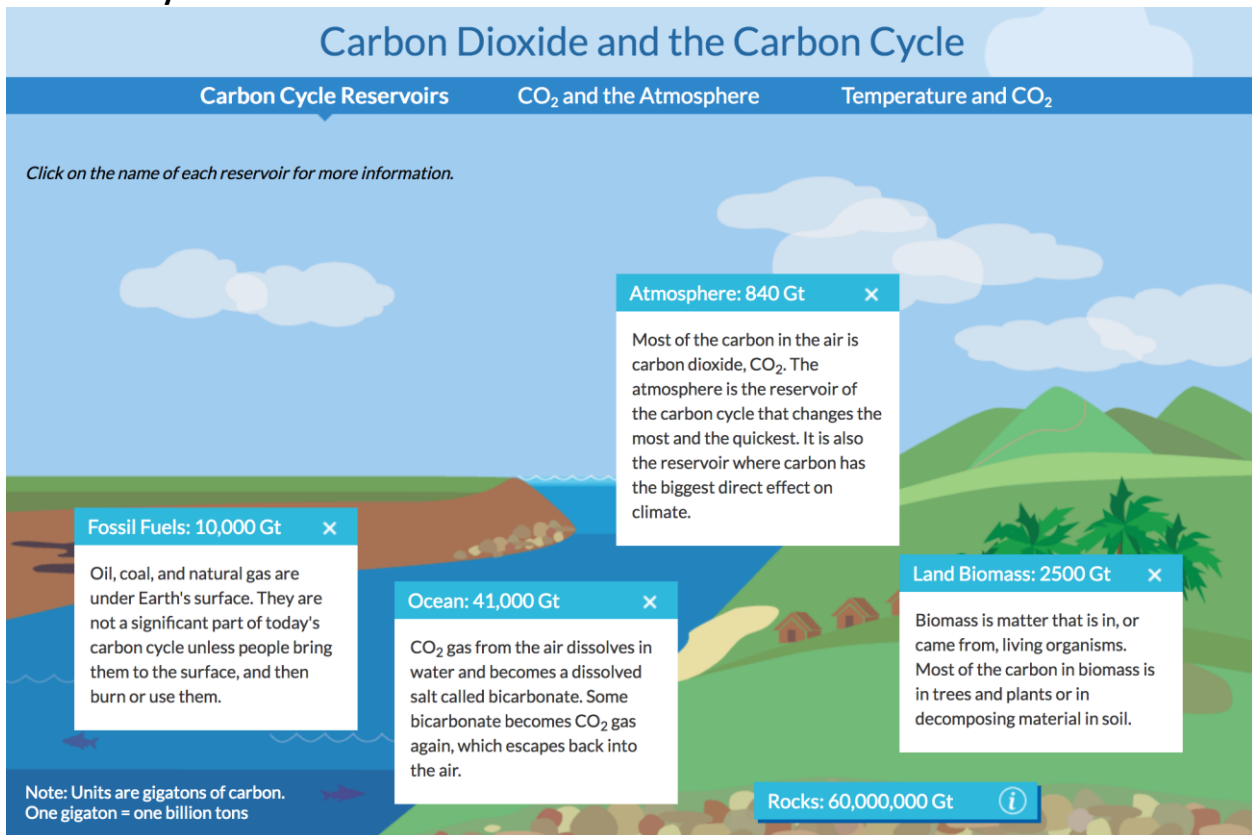 Carbon Dioxide and the Carbon Cycle
Carbon Cycle Reservoirs
CO₂ and the Atmosphere
Temperature and CO₂
Click on the name of each reservoir for more information.
Atmosphere: 840 Gt ×
Most of the carbon in the air is
carbon dioxide, CO₂. The
atmosphere is the reservoir of
the carbon cycle that changes the
most and the quickest. It is also
the reservoir where carbon has
the biggest direct effect on
climate.
Fossil Fuels: 10,000 Gt ×
Oil, coal, and natural gas are
under Earth's surface. They are
not a significant part of today's
carbon cycle unless people bring
them to the surface, and then
burn or use them.
Ocean: 41,000 Gt ×
CO₂ gas from the air dissolves in
water and becomes a dissolved
salt called bicarbonate. Some
bicarbonate becomes CO₂ gas
again, which escapes back into
the air.
Land Biomass: 2500 Gt ×
Biomass is matter that is in, or
came from, living organisms.
Most of the carbon in biomass is
in trees and plants or in
decomposing material in soil.
Note: Units are gigatons of carbon.
One gigaton = one billion tons
Rocks: 60,000,000 Gt i